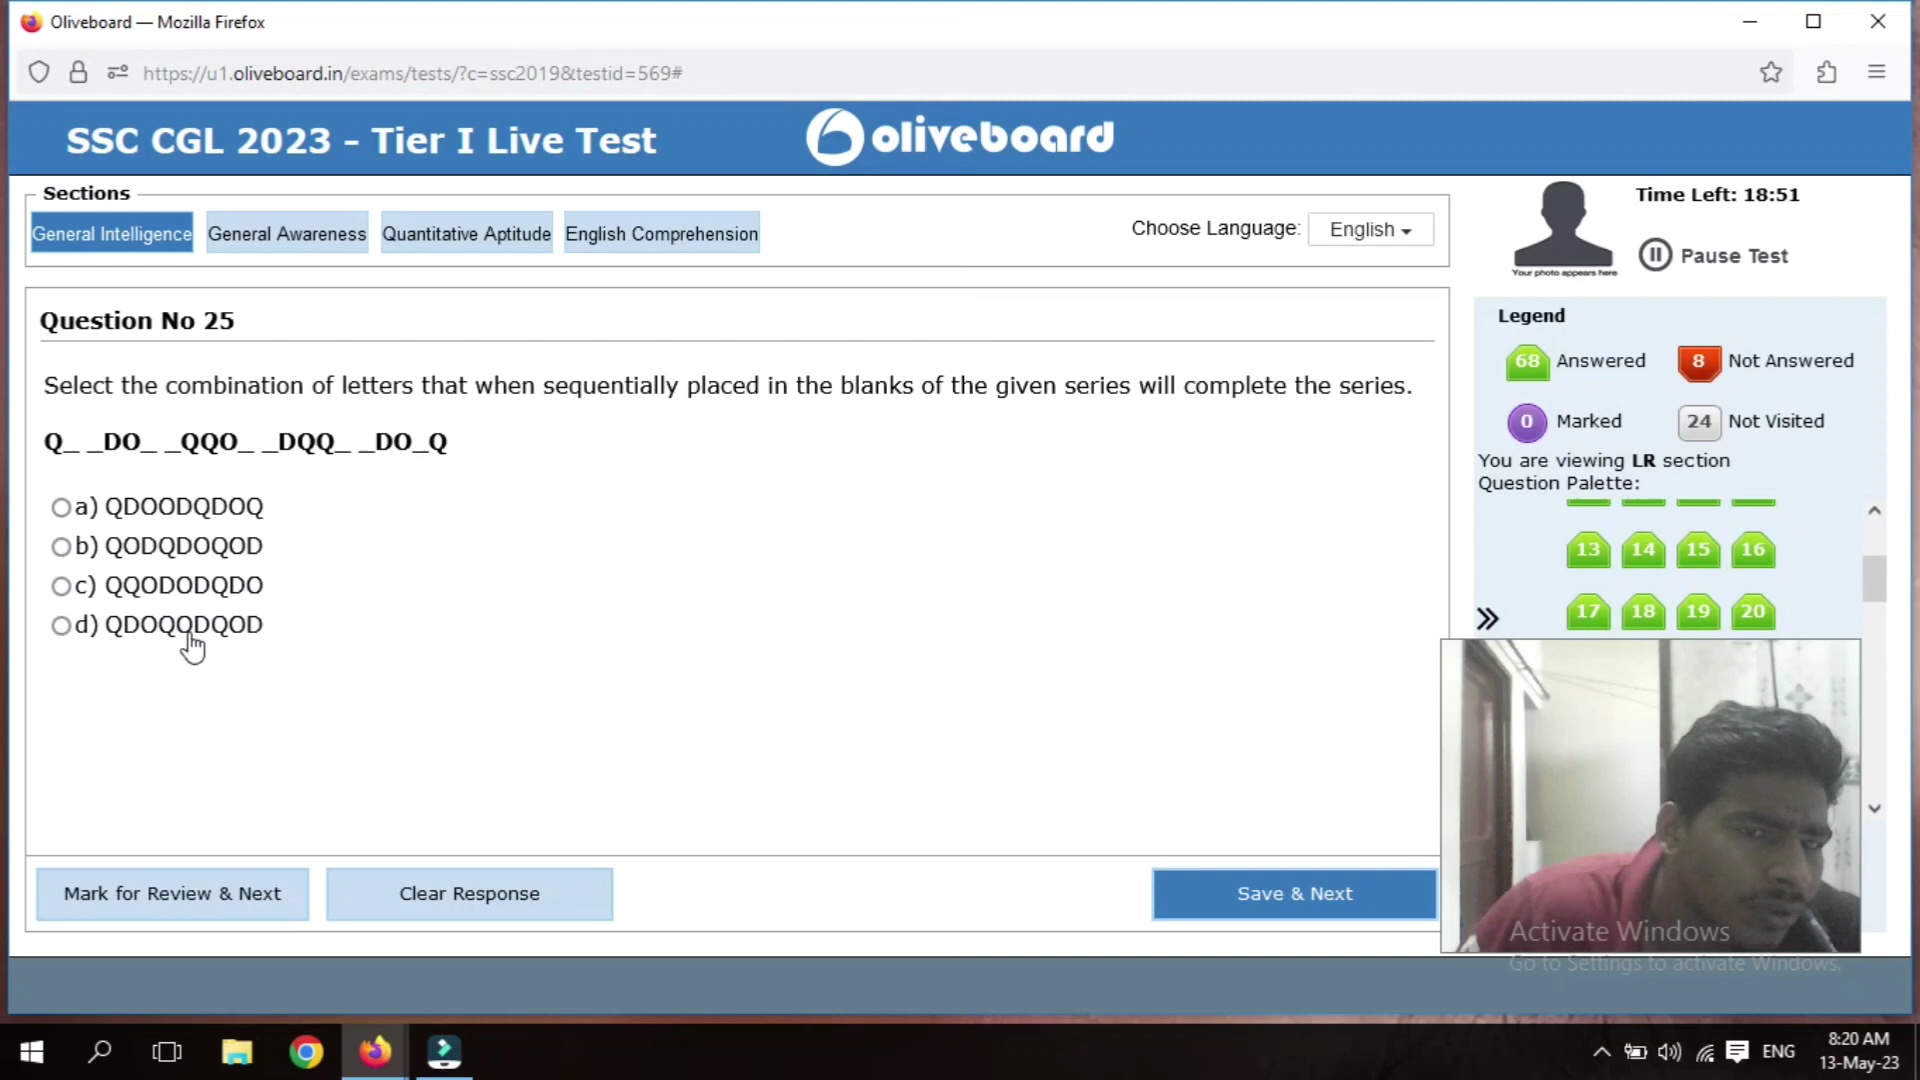 Oliveboard — Mozilla Firefox
https://u1.oliveboard.in/exams/tests/?c=ssc2019&testid=569#
SSC CGL 2023 - Tier I Live Test
oliveboard
Sections
General Intelligence
General Awareness
Quantitative Aptitude
English Comprehension
Choose Language:
English
Your photo appears here
Time Left: 18:51
Pause Test
Question No 25
Select the combination of letters that when sequentially placed in the blanks of the given series will complete the series.
Q_ _DO_ _QQO_ _DQQ_ _DO_Q
a) QDOODQDOQ
b) QODQDOQOD
c) QQODODQDO
d) QDOQODQOD
Legend
68 Answered
8 Not Answered
0 Marked
24 Not Visited
You are viewing LR section
Question Palette:
13 14 15 16
17 18 19 20
Mark for Review & Next
Clear Response
Save & Next
Activate Windows
Go to Settings to activate Windows.
ENG
8:20 AM
13-May-23